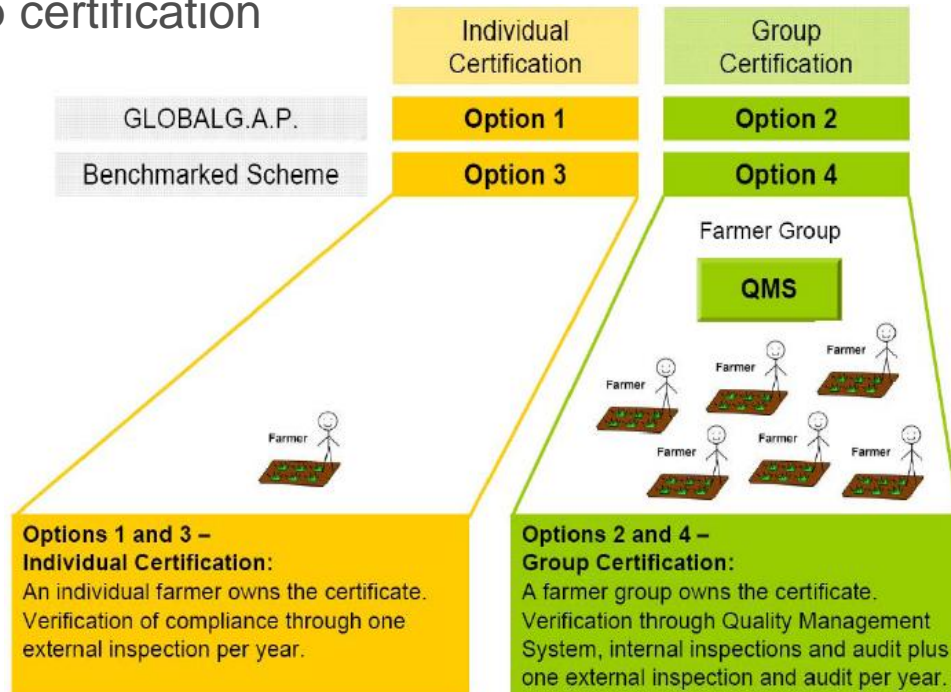 certification
Individual
Certification
Group
Certification
GLOBALG.A.P.
Option 1
Option 2
Benchmarked Scheme
Option 3
Option 4
Farmer Group
QMS
Farmer
Farmer
Farmer
Farmer
Farmer
Farmer
Farmer
Options 1 and 3 –
Individual Certification:
An individual farmer owns the certificate.
Verification of compliance through one
external inspection per year.
Options 2 and 4 –
Group Certification:
A farmer group owns the certificate.
Verification through Quality Management
System, internal inspections and audit plus
one external inspection and audit per year.